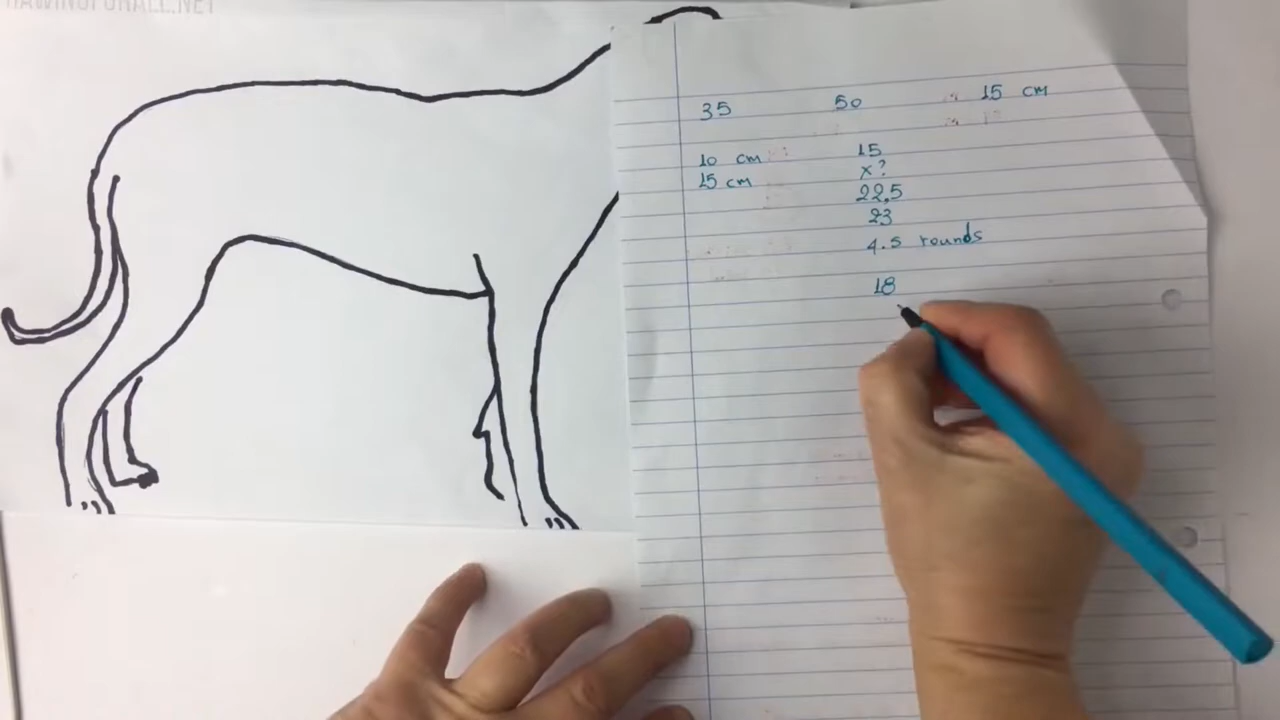 35 50 15 cm
10 cm 15
15 cm x?
22.5
23
4.5 rounds
18